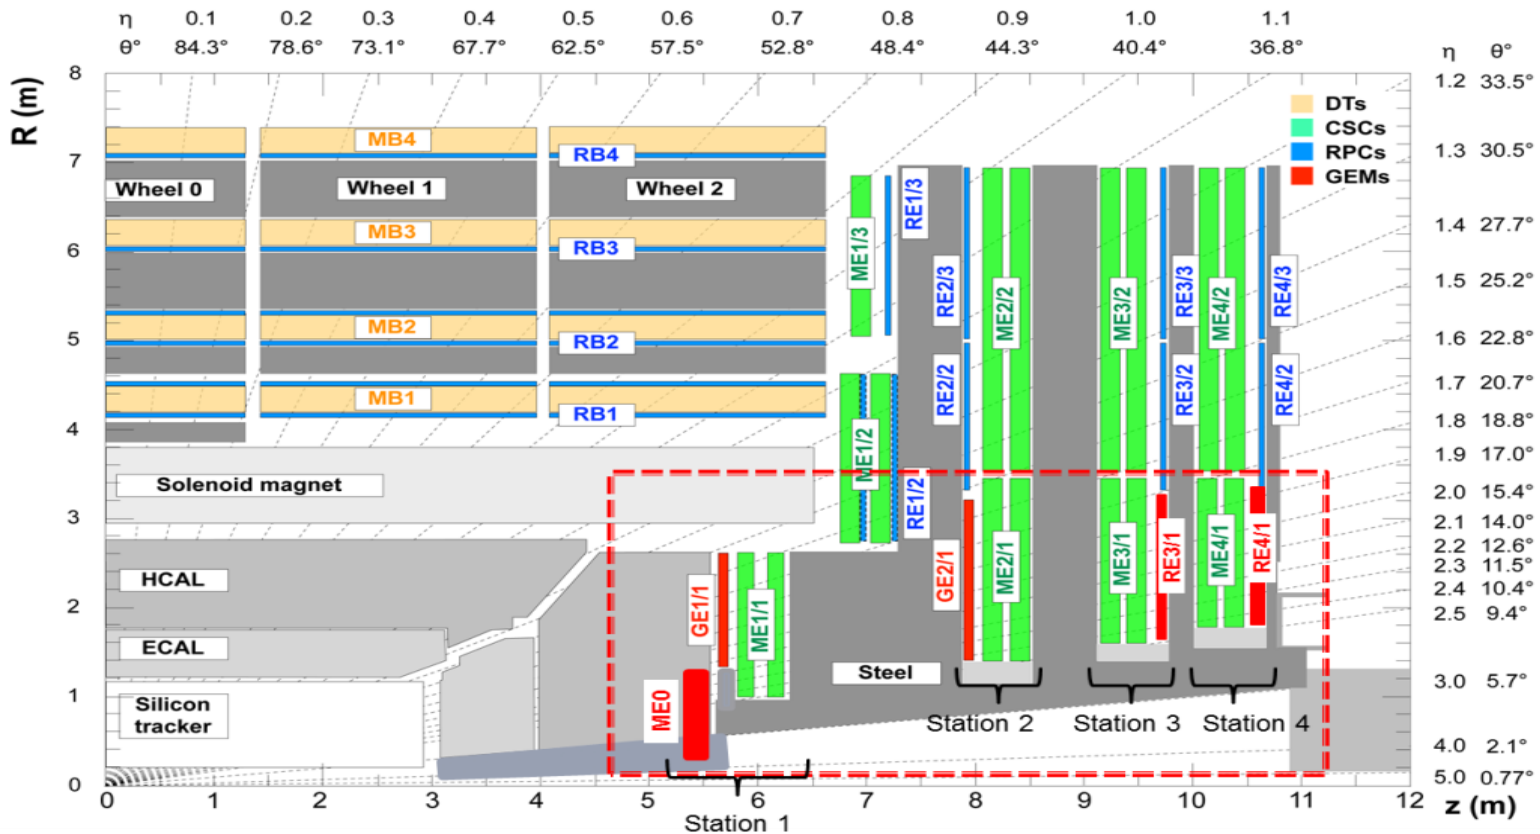 η 0.1 0.2 0.3 0.4 0.5 0.6 0.7 0.8 0.9 1.0 1.1
θ° 84.3° 78.6° 73.1° 67.7° 62.5° 57.5° 52.8° 48.4° 44.3° 40.4° 36.8° η θ°
R (m)
8
7
6
5
4
3
2
1
0
1.2 33.5°
1.3 30.5°
1.4 27.7°
1.5 25.2°
1.6 22.8°
1.7 20.7°
1.8 18.8°
1.9 17.0°
2.0 15.4°
2.1 14.0°
2.2 12.6°
2.3 11.5°
2.4 10.4°
2.5 9.4°
3.0 5.7°
4.0 2.1°
5.0 0.77°
DTs
CSCs
RPCs
GEMs
MB4
RB4
Wheel 0 Wheel 1 Wheel 2
MB3
RB3
MB2
RB2
MB1
RB1
Solenoid magnet
HCAL
ECAL
Silicon
tracker
ME0
GE1/1
ME1/1
ME1/2
ME1/3
RE1/3
RE1/2
RE2/3
RE2/2
GE2/1
ME2/2
ME2/1
ME3/2
ME3/1
RE3/3
RE3/2
RE3/1
ME4/2
ME4/1
RE4/3
RE4/2
RE4/1
Steel
Station 2 Station 3 Station 4
0 1 2 3 4 5 6 7 8 9 10 11 12 z (m)
Station 1